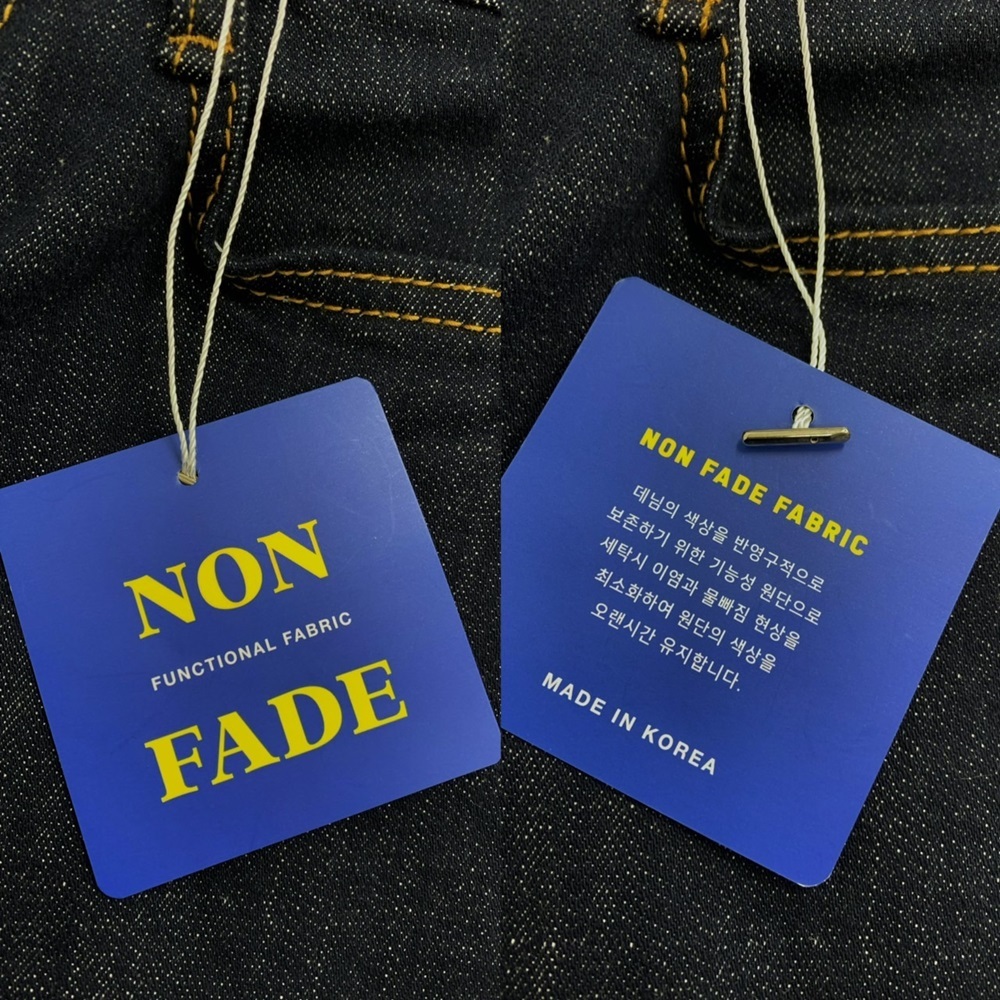 NON
FUNCTIONAL FABRIC
FADE
NON FADE FABRIC
데님의 색상을 반영구적으로
보존하기 위한 기능성 원단으로
세탁시 이염과 물빠짐 현상을
최소화하여 원단의 색상을
오랜시간 유지합니다.
MADE IN KOREA